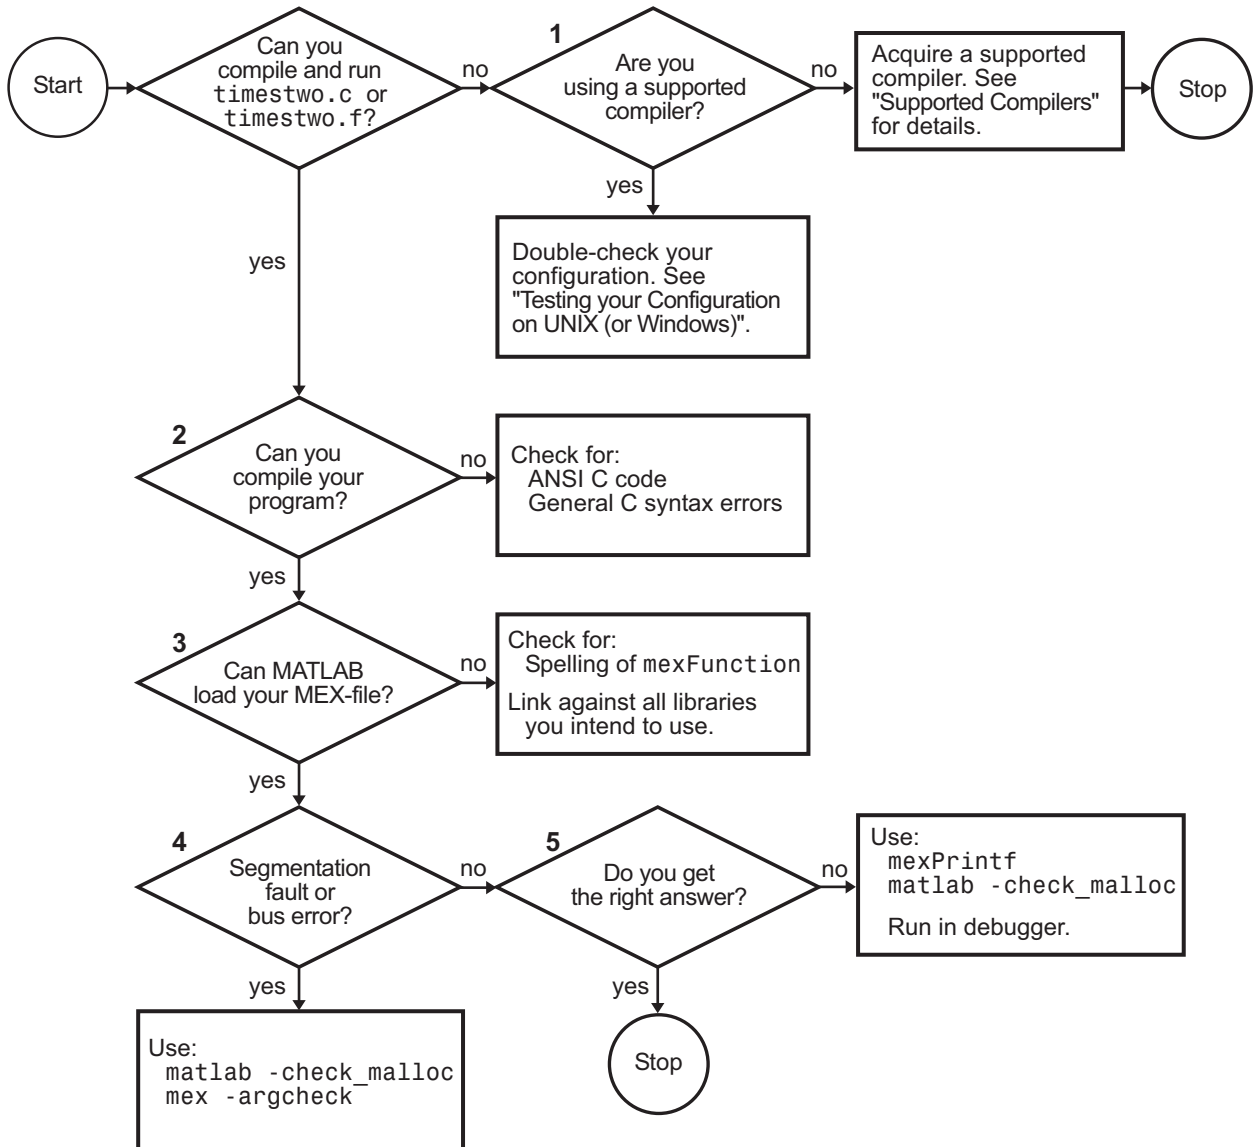 Start
Can you
compile and run
timestwo.c or
timestwo.f?
no
1
Are you
using a supported
compiler?
no
Acquire a supported
compiler. See
"Supported Compilers"
for details.
Stop
yes
Double-check your
configuration. See
"Testing your Configuration
on UNIX (or Windows)".
yes
2
Can you
compile your
program?
no
Check for:
ANSI C code
General C syntax errors
yes
3
Can MATLAB
load your MEX-file?
no
Check for:
Spelling of mexFunction
Link against all libraries
you intend to use.
yes
4
Segmentation
fault or
bus error?
no
5
Do you get
the right answer?
no
Use:
mexPrintf
matlab -check_malloc
Run in debugger.
yes
Use:
matlab -check_malloc
mex -argcheck
yes
Stop